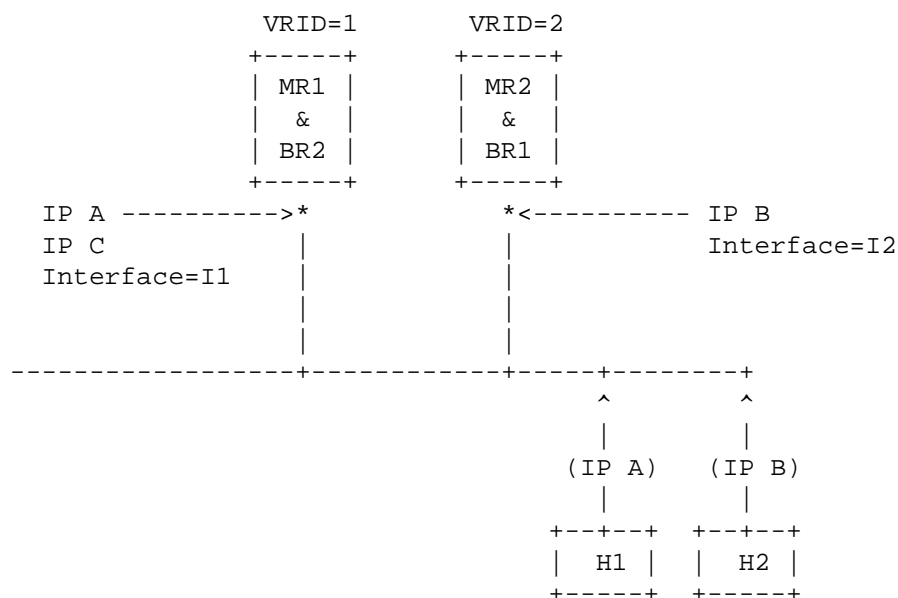 VRID=1 VRID=2
+-----+ +-----+
| MR1 | | MR2 |
| & | | & |
| BR2 | | BR1 |
+-----+ +-----+
IP A ---------->* *<---------- IP B
IP C | | Interface=I2
Interface=I1 | |
| |
| |
------------------+------------+-----+--------+
^ ^
| |
(IP A) (IP B)
| |
+--+--+ +--+--+
| H1 | | H2 |
+-----+ +-----+